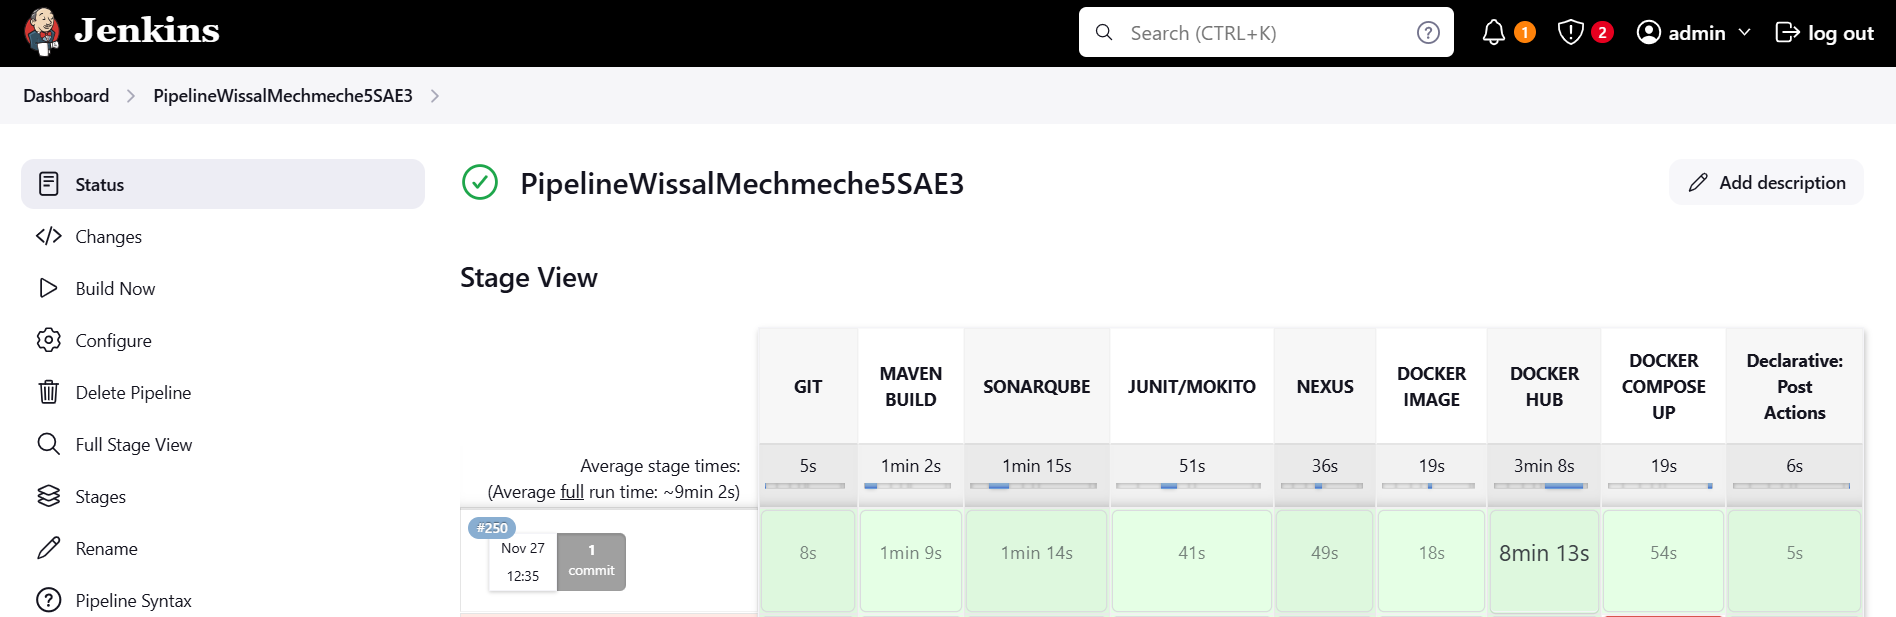 Jenkins
Search (CTRL+K)
?
1
2
admin
log out
Dashboard
PipelineWissalMechmeche5SAE3
Status
Changes
Build Now
Configure
Delete Pipeline
Full Stage View
Stages
Rename
Pipeline Syntax
PipelineWissalMechmeche5SAE3
Add description
Stage View
GIT
MAVEN
BUILD
SONARQUBE
JUNIT/MOKITO
NEXUS
DOCKER
IMAGE
DOCKER
HUB
DOCKER
COMPOSE
UP
Declarative:
Post
Actions
Average stage times:
(Average full run time: ~9min 2s)
5s
1min 2s
1min 15s
51s
36s
19s
3min 8s
19s
6s
#250
Nov 27
12:35
1
commit
8s
1min 9s
1min 14s
41s
49s
18s
8min 13s
54s
5s